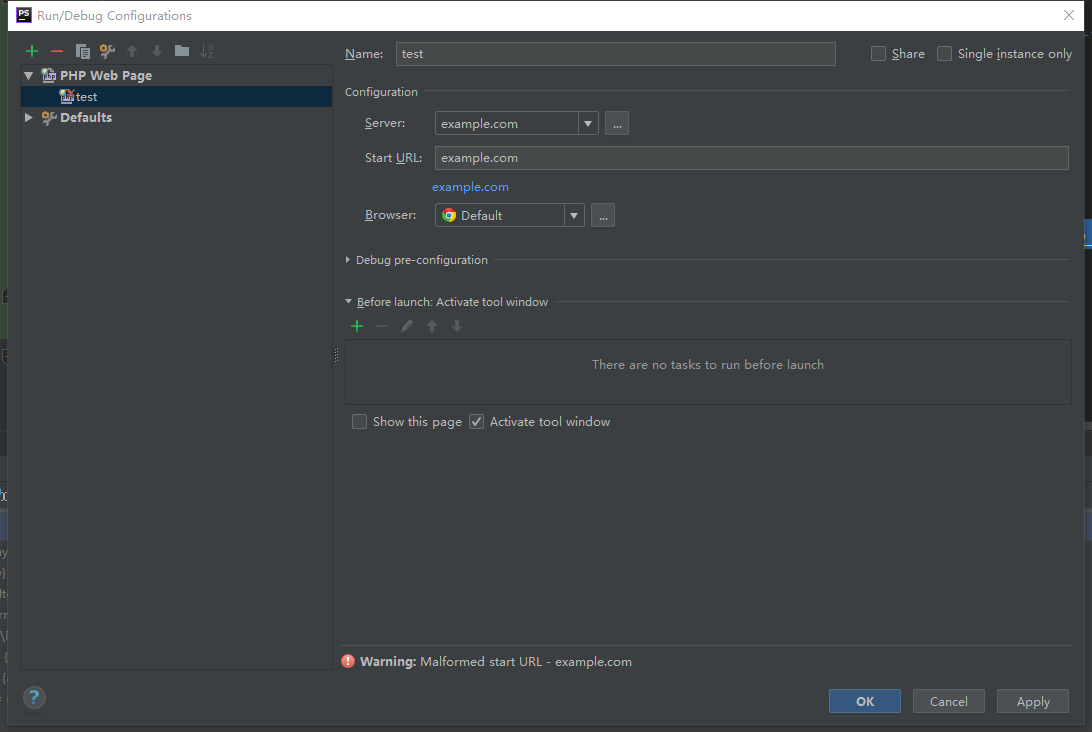 PS Run/Debug Configurations
Name: test
Share
Single instance only
PHP Web Page
test
Defaults
Configuration
Server: example.com ...
Start URL: example.com
example.com
Browser: Default ...
Debug pre-configuration
Before launch: Activate tool window
There are no tasks to run before launch
Show this page
Activate tool window
Warning: Malformed start URL - example.com
?
OK
Cancel
Apply